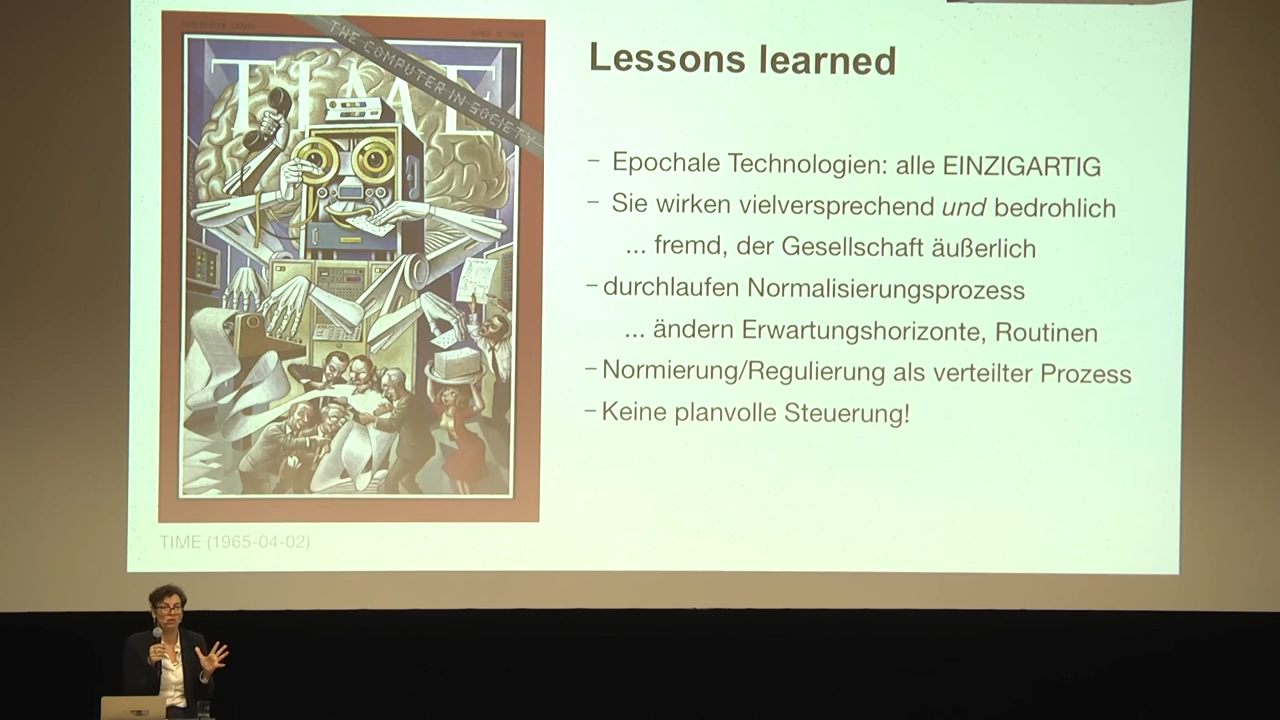 THE COMPUTER IN SOCIETY
TIME
Lessons learned
– Epochale Technologien: alle EINZIGARTIG
– Sie wirken vielversprechend und bedrohlich
... fremd, der Gesellschaft äußerlich
– durchlaufen Normalisierungsprozess
... ändern Erwartungshorizonte, Routinen
– Normierung/Regulierung als verteilter Prozess
– Keine planvolle Steuerung!
TIME (1965-04-02)